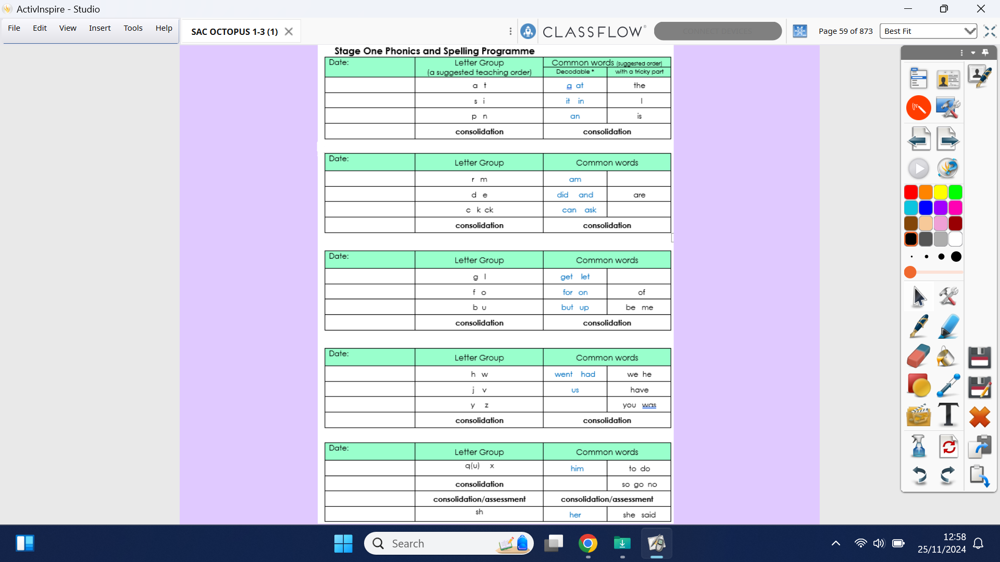 ActivInspire - Studio
File Edit View Insert Tools Help
SAC OCTOPUS 1-3 (1)
CLASSFLOW
CONNECT DEVICES
Page 59 of 873
Best Fit
Stage One Phonics and Spelling Programme
Date: Letter Group Common words (suggested order)
(a suggested teaching order) Decodable * with a tricky part
a t a at the
s i it in I
p n an is
consolidation consolidation
Date: Letter Group Common words
r m am
d e did and are
c k ck can ask
consolidation consolidation
Date: Letter Group Common words
g l get let
f o for on of
b u but up be me
consolidation consolidation
Date: Letter Group Common words
h w went had we he
j v us have
y z you was
consolidation consolidation
Date: Letter Group Common words
q(u) x him to do
consolidation so go no
consolidation/assessment consolidation/assessment
sh her she said
Search
12:58
25/11/2024